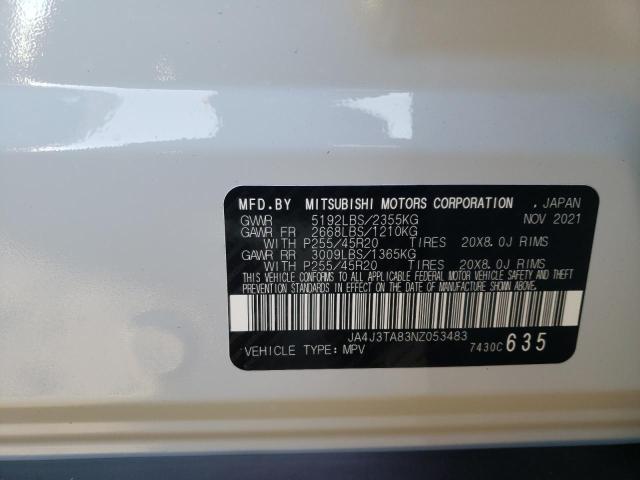 MFD.BY MITSUBISHI MOTORS CORPORATION , JAPAN
GVWR 5192LBS/2355KG NOV 2021
GAWR FR 2668LBS/1210KG
WITH P255/45R20 TIRES 20X8.0J RIMS
GAWR RR 3009LBS/1365KG
WITH P255/45R20 TIRES 20X8.0J RIMS
THIS VEHICLE CONFORMS TO ALL APPLICABLE FEDERAL MOTOR VEHICLE SAFETY AND THEFT
PREVENTION STANDARDS IN EFFECT ON THE DATE OF MANUFACTURE SHOWN ABOVE.
JA4J3TA83NZ053483
VEHICLE TYPE: MPV 7430C 635